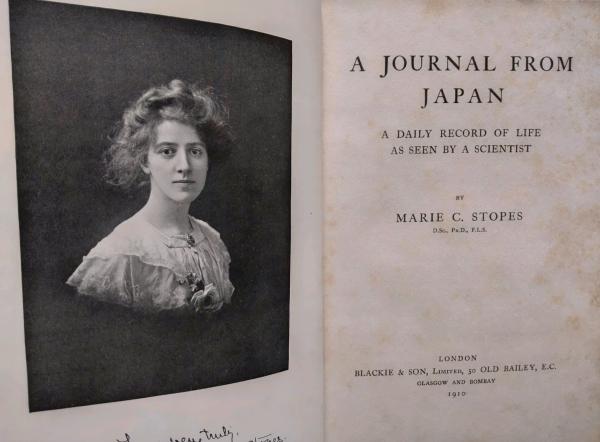 A JOURNAL FROM
JAPAN
A DAILY RECORD OF LIFE
AS SEEN BY A SCIENTIST
BY
MARIE C. STOPES
D.Sc., Ph.D., F.L.S.
LONDON
BLACKIE & SON, LIMITED, 50 OLD BAILEY, E.C.
GLASGOW AND BOMBAY
1910
truly.